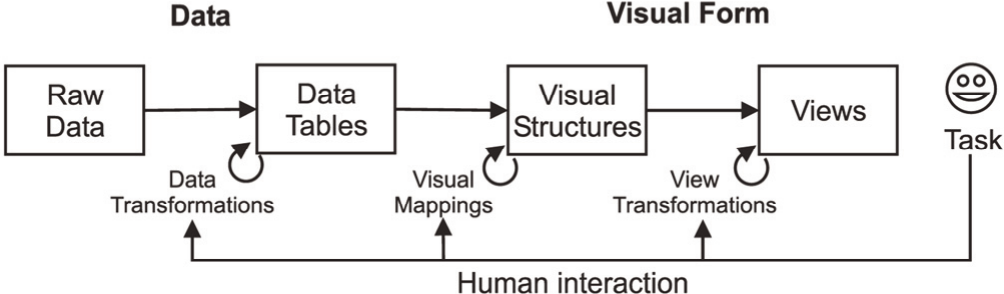 Data
Visual Form
Raw
Data
Data
Tables
Visual
Structures
Views
Task
Data
Transformations
Visual
Mappings
View
Transformations
Human interaction